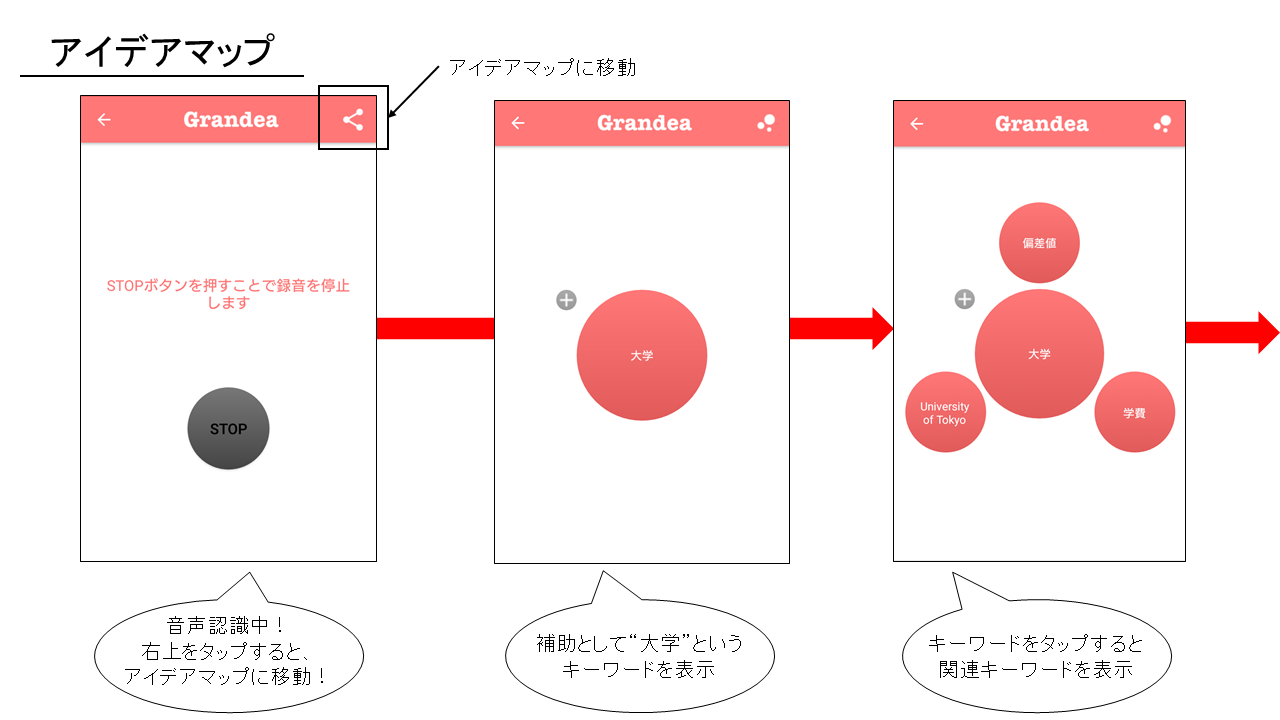 アイデアマップ
アイデアマップに移動
Grandea
STOPボタンを押すことで録音を停止
します
STOP
音声認識中！
右上をタップすると、
アイデアマップに移動！
Grandea
大学
補助として“大学”という
キーワードを表示
Grandea
偏差値
大学
University
of Tokyo
学費
キーワードをタップすると
関連キーワードを表示